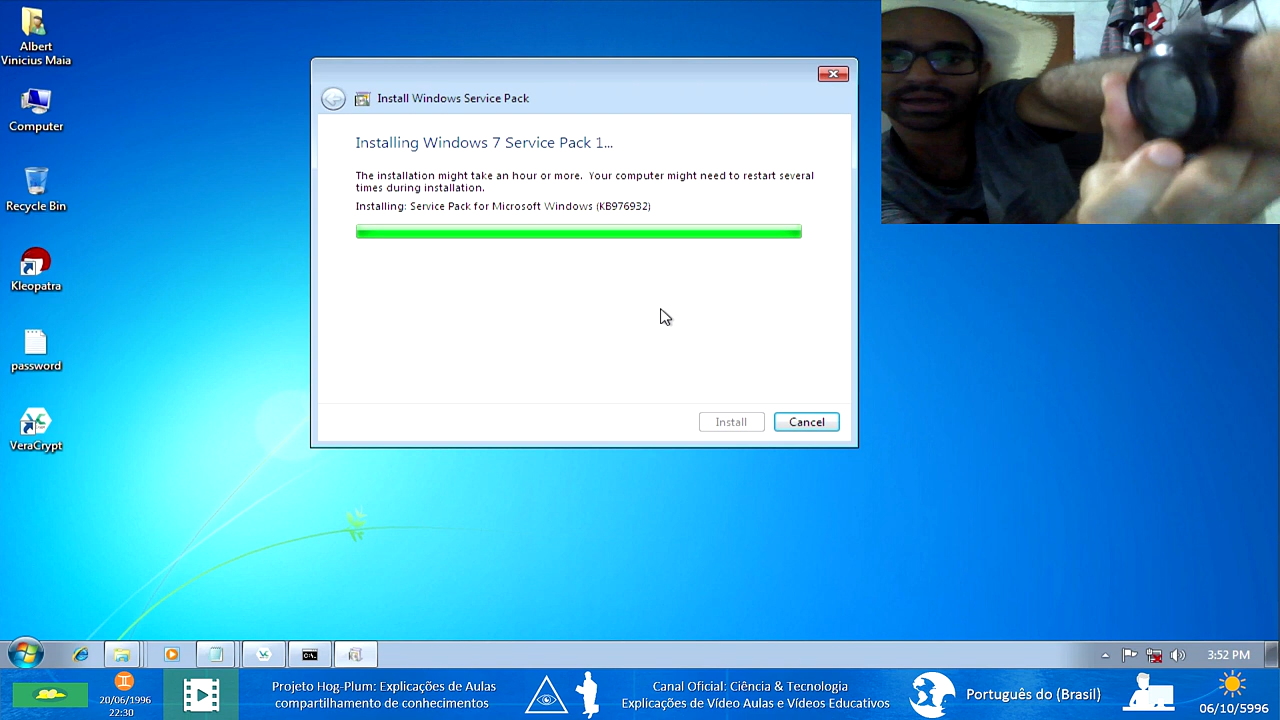 Albert
Vinicius Maia
Computer
Recycle Bin
Kleopatra
password
VeraCrypt
Install Windows Service Pack
Installing Windows 7 Service Pack 1...
The installation might take an hour or more. Your computer might need to restart several
times during installation.
Installing: Service Pack for Microsoft Windows (KB976932)
Install
Cancel
3:52 PM
20/06/1996
22:30
Projeto Hog-Plum: Explicações de Aulas
compartilhamento de conhecimentos
Canal Oficial: Ciência & Tecnologia
Explicações de Vídeo Aulas e Vídeos Educativos
Português do (Brasil)
06/10/5996